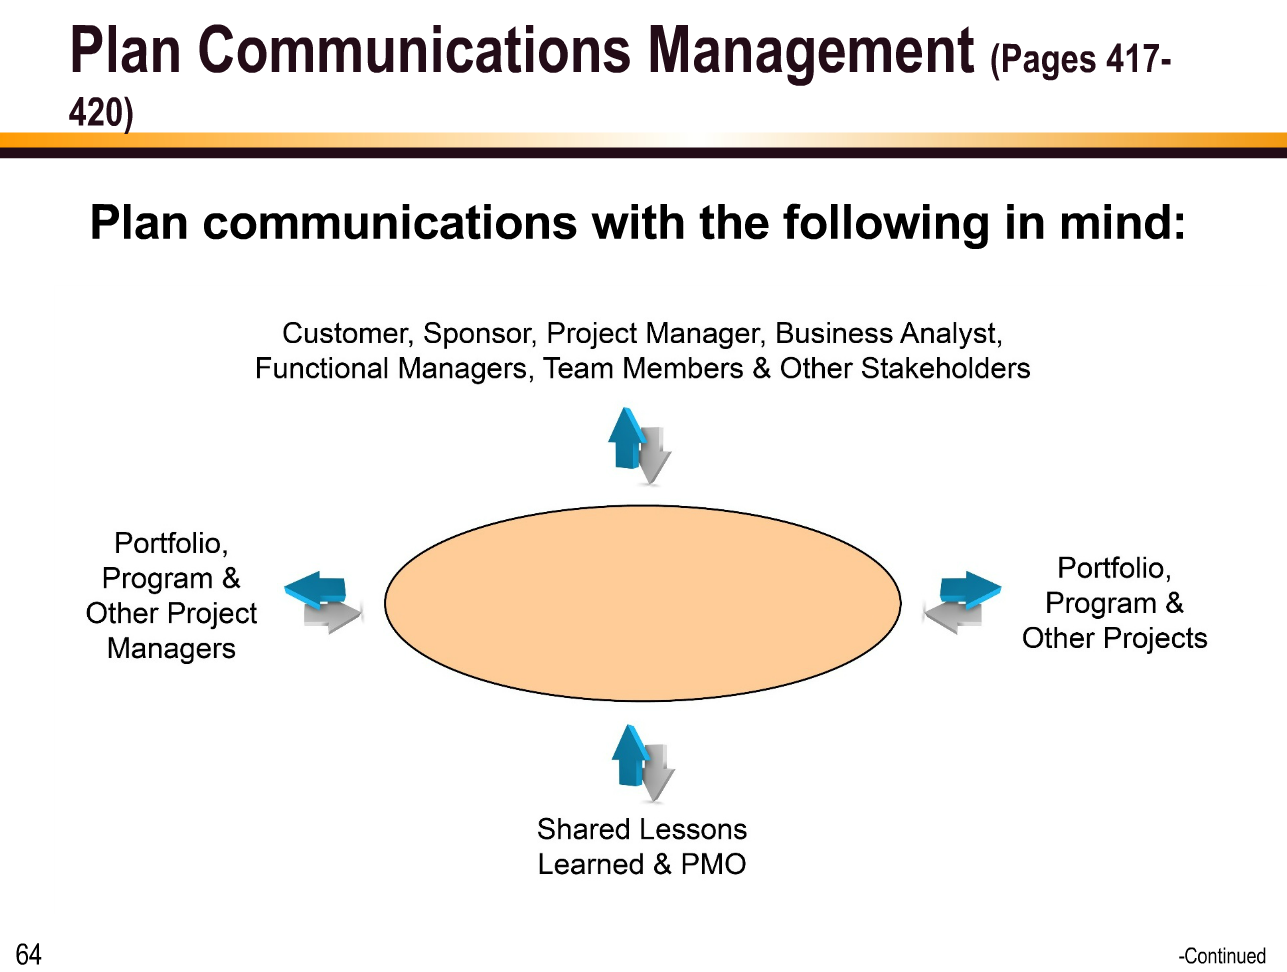 Plan Communications Management (Pages 417-
420)
Plan communications with the following in mind:
Customer, Sponsor, Project Manager, Business Analyst,
Functional Managers, Team Members & Other Stakeholders
Portfolio,
Program &
Other Project
Managers
Portfolio,
Program &
Other Projects
Shared Lessons
Learned & PMO
64
-Continued